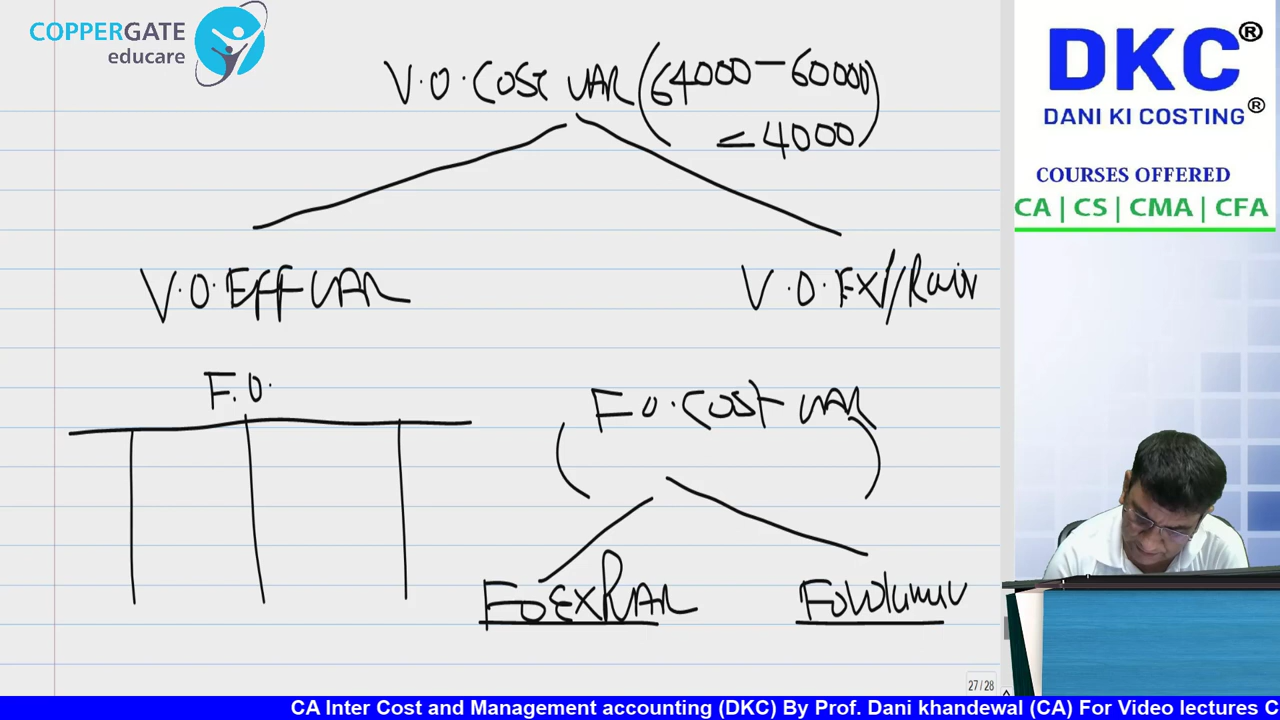 COPPERGATE
educare
V.O. COST VAR (64000 - 60000)
= 4000
V.O. EFF VAR
V.O. EXP
F.O.
F.O. COST VAR
( )
FO EXP VAR
FO Volume
27/28
DKC®
DANI KI COSTING®
COURSES OFFERED
CA | CS | CMA | CFA
CA Inter Cost and Management accounting (DKC) By Prof. Dani khandewal (CA) For Video lectures C